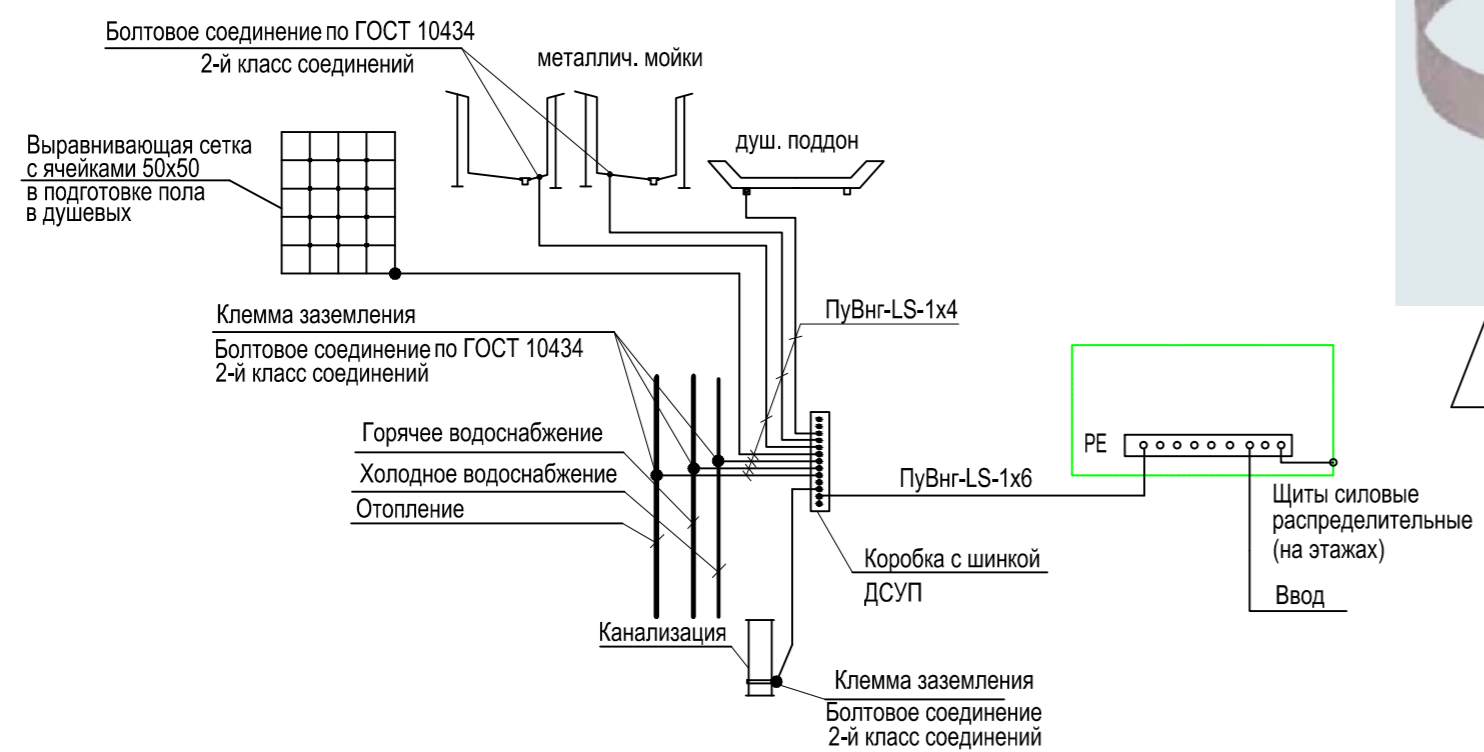 Болтовое соединение по ГОСТ 10434
2-й класс соединений
металлич. мойки
душ. поддон
Выравнивающая сетка
с ячейками 50х50
в подготовке пола
в душевых
Клемма заземления
Болтовое соединение по ГОСТ 10434
2-й класс соединений
ПуВнг-LS-1х4
Горячее водоснабжение
Холодное водоснабжение
Отопление
PE
ПуВнг-LS-1х6
Щиты силовые
распределительные
(на этажах)
Ввод
Коробка с шинкой
ДСУП
Канализация
Клемма заземления
Болтовое соединение
2-й класс соединений